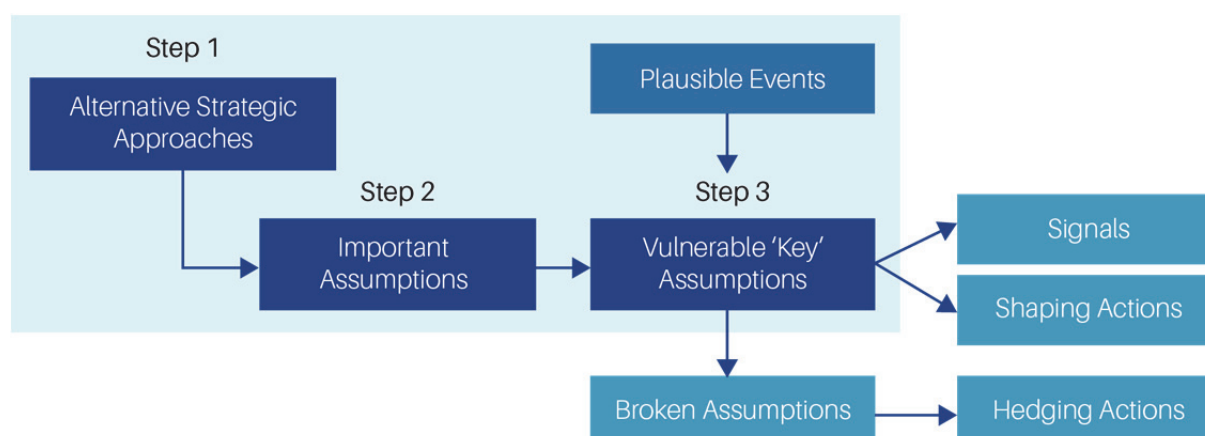 Step 1
Alternative Strategic
Approaches
Plausible Events
Step 2
Important
Assumptions
Step 3
Vulnerable ‘Key’
Assumptions
Signals
Shaping Actions
Broken Assumptions
Hedging Actions